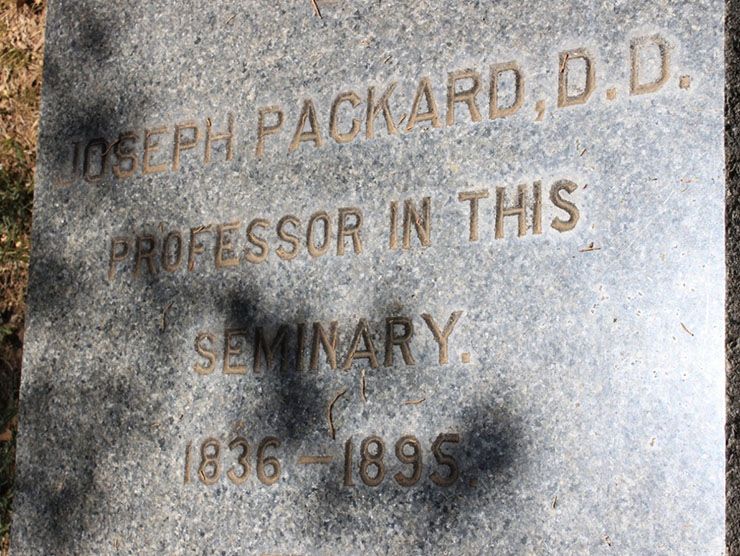 JOSEPH PACKARD, D.D.
PROFESSOR IN THIS
SEMINARY.
1836 – 1895.